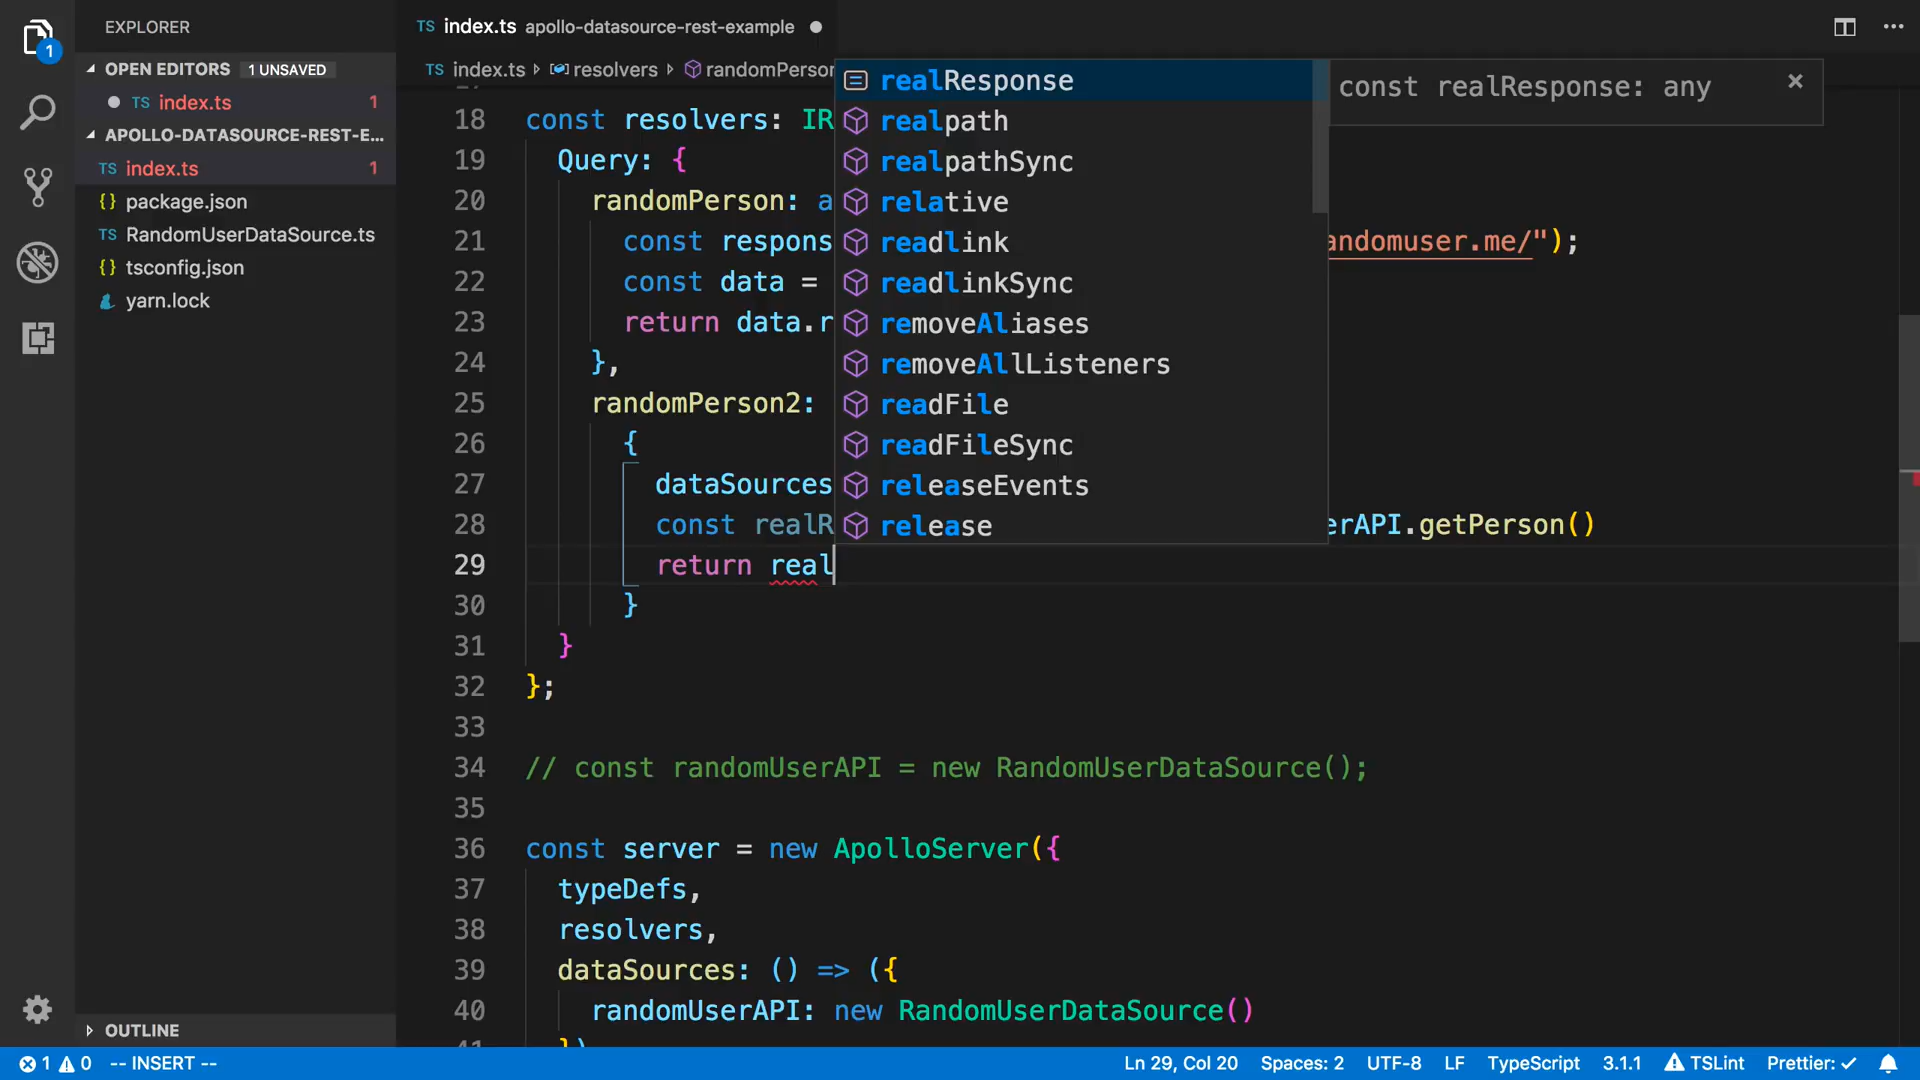 EXPLORER
TS index.ts apollo-datasource-rest-example
1
OPEN EDITORS 1 UNSAVED
TS index.ts 1
APOLLO-DATASOURCE-REST-E...
TS index.ts 1
{} package.json
TS RandomUserDataSource.ts
{} tsconfig.json
yarn.lock
OUTLINE
TS index.ts resolvers randomPerson
18 const resolvers: IR
19 Query: {
20 randomPerson: a
21 const respons andomuser.me/");
22 const data =
23 return data.r
24 },
25 randomPerson2:
26 {
27 dataSources
28 const realR erAPI.getPerson()
29 return real
30 }
31 }
32 };
33
34 // const randomUserAPI = new RandomUserDataSource();
35
36 const server = new ApolloServer({
37 typeDefs,
38 resolvers,
39 dataSources: () => ({
40 randomUserAPI: new RandomUserDataSource()
realResponse
realpath
realpathSync
relative
readlink
readlinkSync
removeAliases
removeAllListeners
readFile
readFileSync
releaseEvents
release
const realResponse: any
1 0 -- INSERT -- Ln 29, Col 20 Spaces: 2 UTF-8 LF TypeScript 3.1.1 TSLint Prettier: ✓